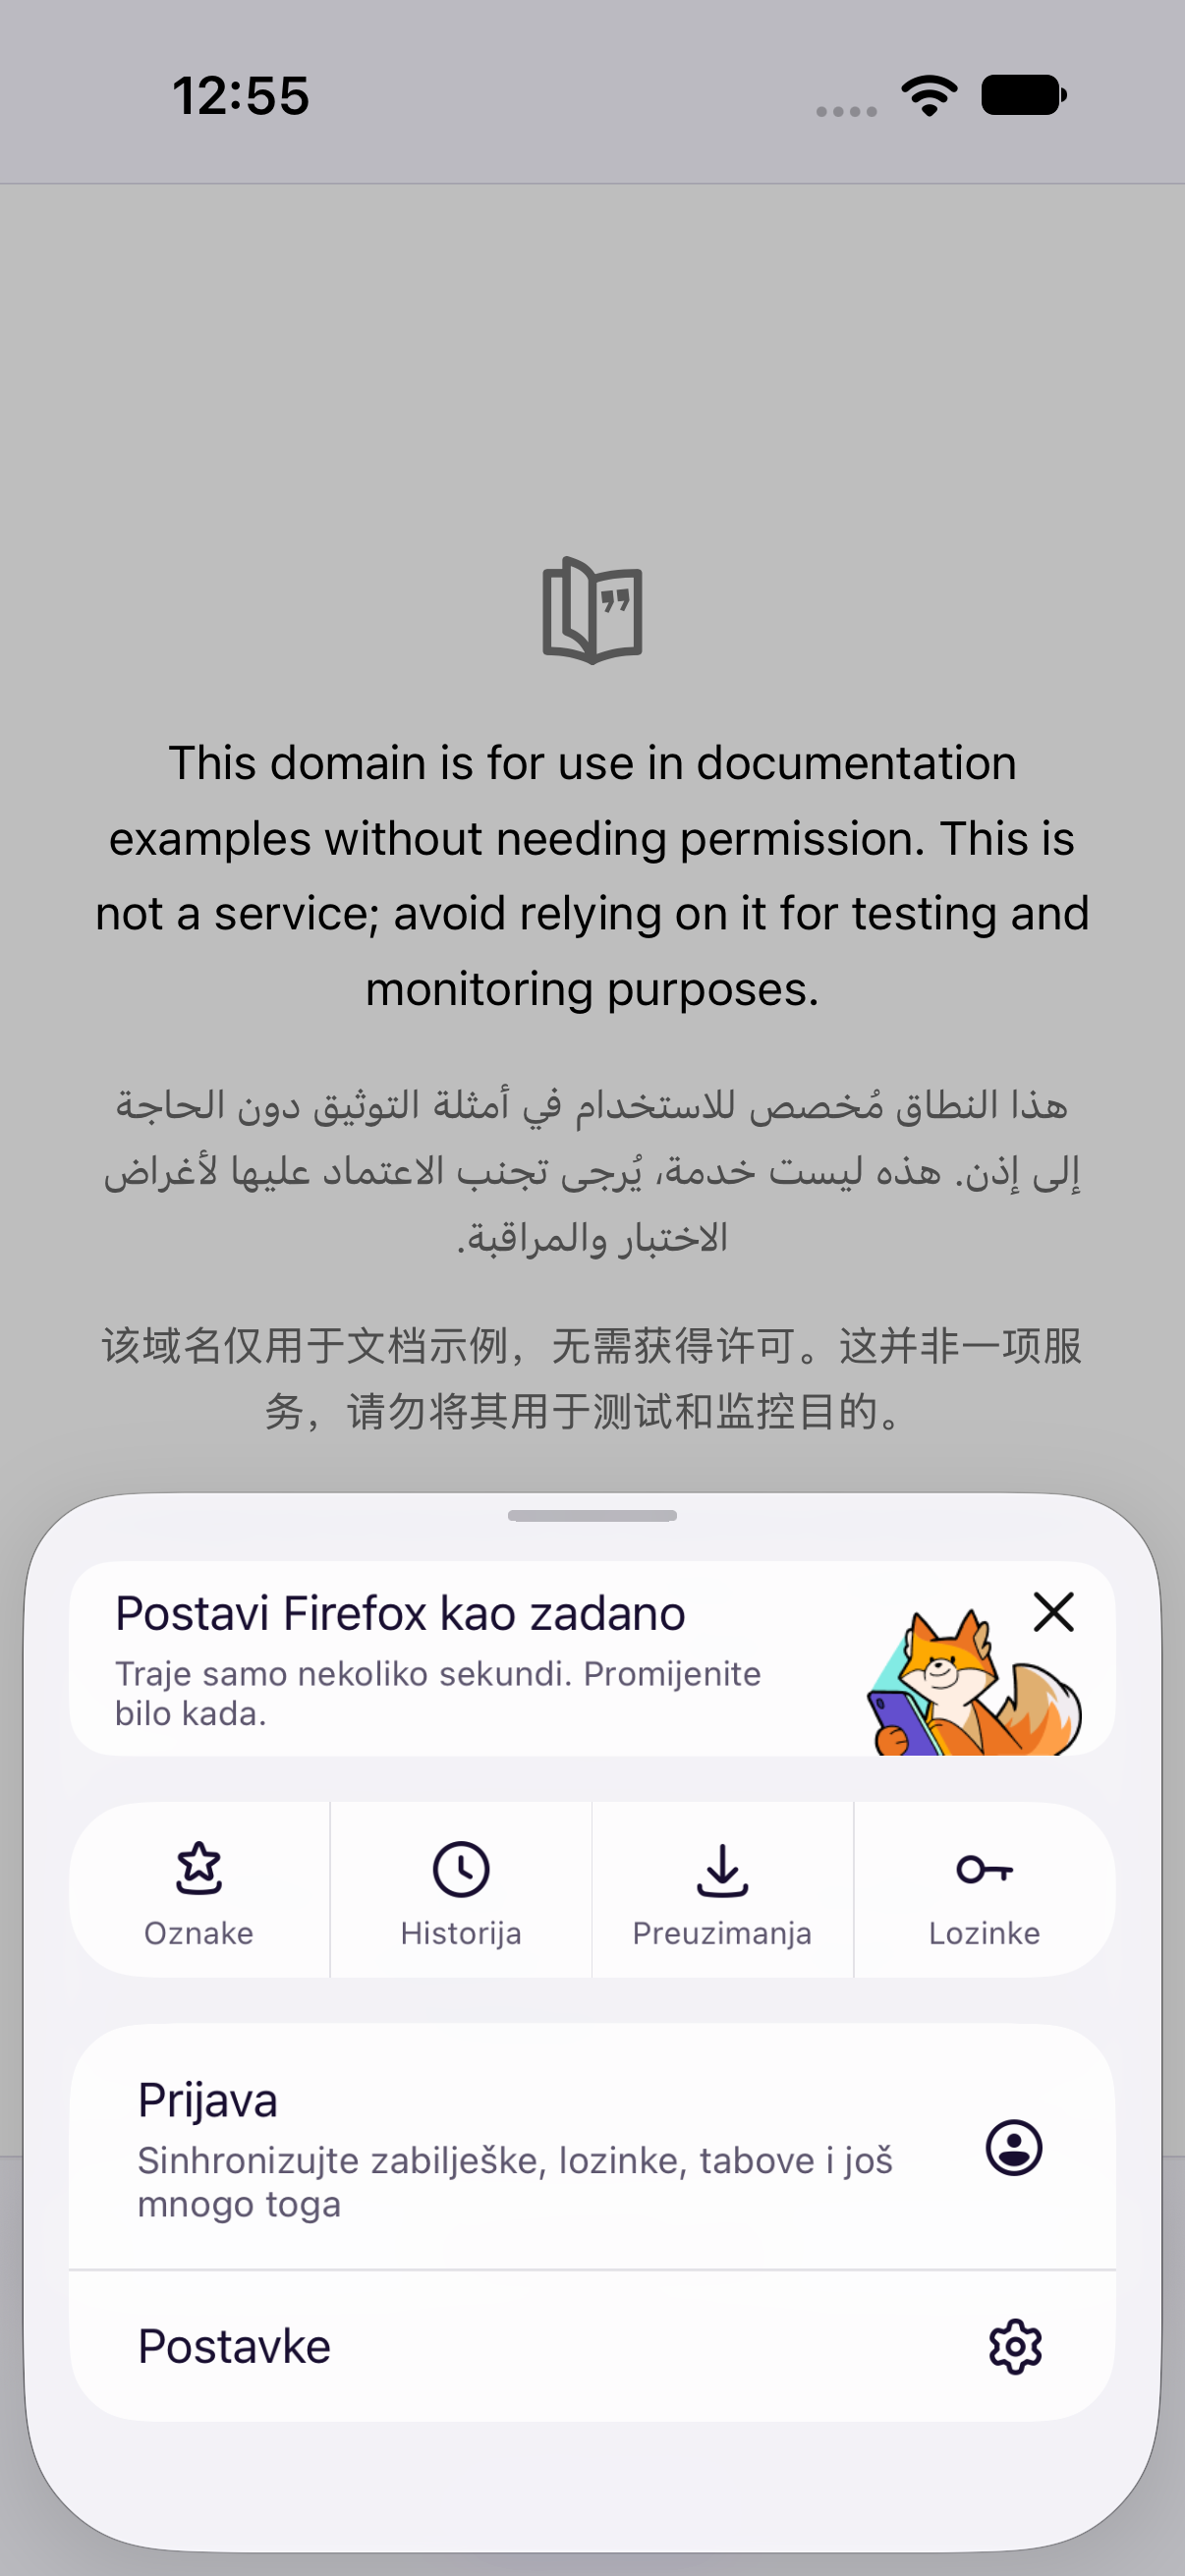 12:55
This domain is for use in documentation
examples without needing permission. This is
not a service; avoid relying on it for testing and
monitoring purposes.
هذا النطاق مُخصص للاستخدام في أمثلة التوثيق دون الحاجة
إلى إذن. هذه ليست خدمة، يُرجى تجنب الاعتماد عليها لأغراض
الاختبار والمراقبة.
该域名仅用于文档示例，无需获得许可。这并非一项服
务，请勿将其用于测试和监控目的。
Postavi Firefox kao zadano
Traje samo nekoliko sekundi. Promijenite
bilo kada.
Oznake
Historija
Preuzimanja
Lozinke
Prijava
Sinhronizujte zabilješke, lozinke, tabove i još
mnogo toga
Postavke